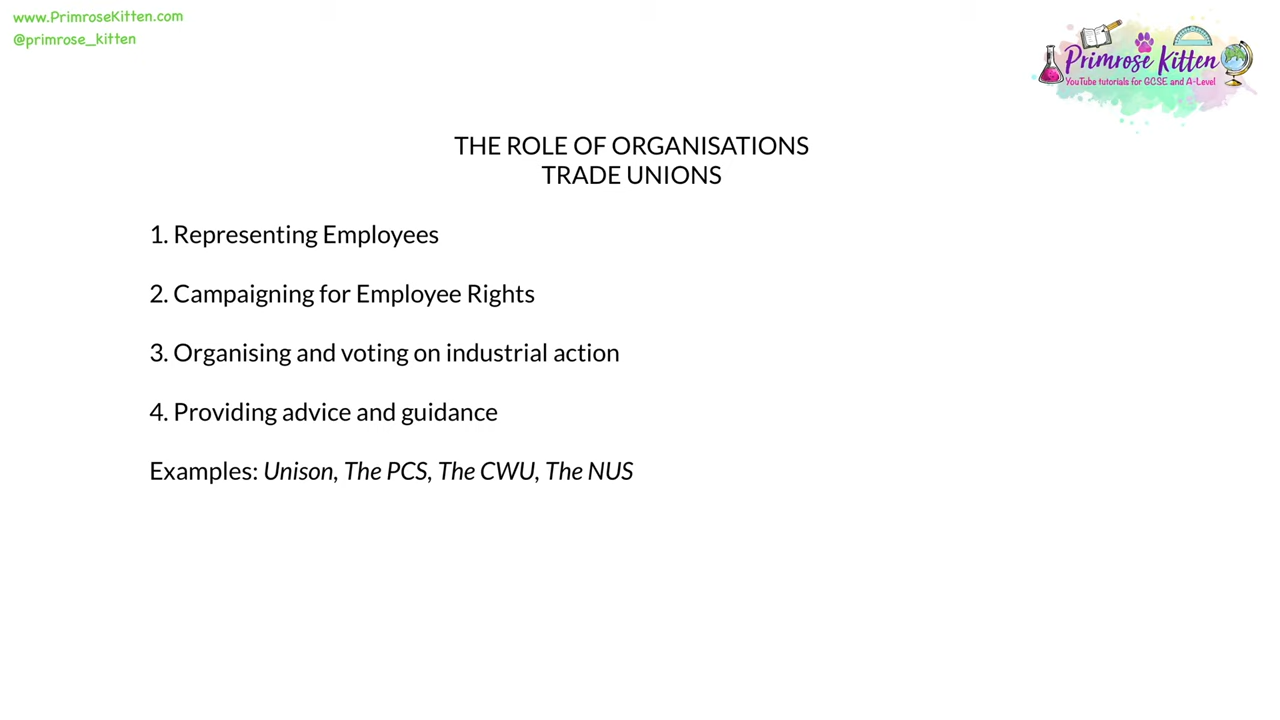 www.PrimroseKitten.com
@primrose_kitten
Primrose Kitten
YouTube tutorials for GCSE and A-Level
THE ROLE OF ORGANISATIONS
TRADE UNIONS
1. Representing Employees
2. Campaigning for Employee Rights
3. Organising and voting on industrial action
4. Providing advice and guidance
Examples: Unison, The PCS, The CWU, The NUS